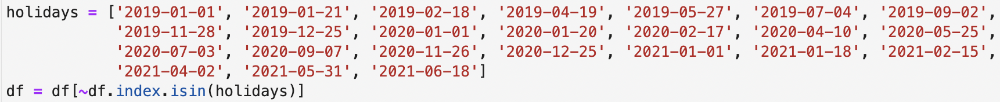 holidays = ['2019-01-01', '2019-01-21', '2019-02-18', '2019-04-19', '2019-05-27', '2019-07-04', '2019-09-02',
'2019-11-28', '2019-12-25', '2020-01-01', '2020-01-20', '2020-02-17', '2020-04-10', '2020-05-25',
'2020-07-03', '2020-09-07', '2020-11-26', '2020-12-25', '2021-01-01', '2021-01-18', '2021-02-15',
'2021-04-02', '2021-05-31', '2021-06-18']
df = df[~df.index.isin(holidays)]